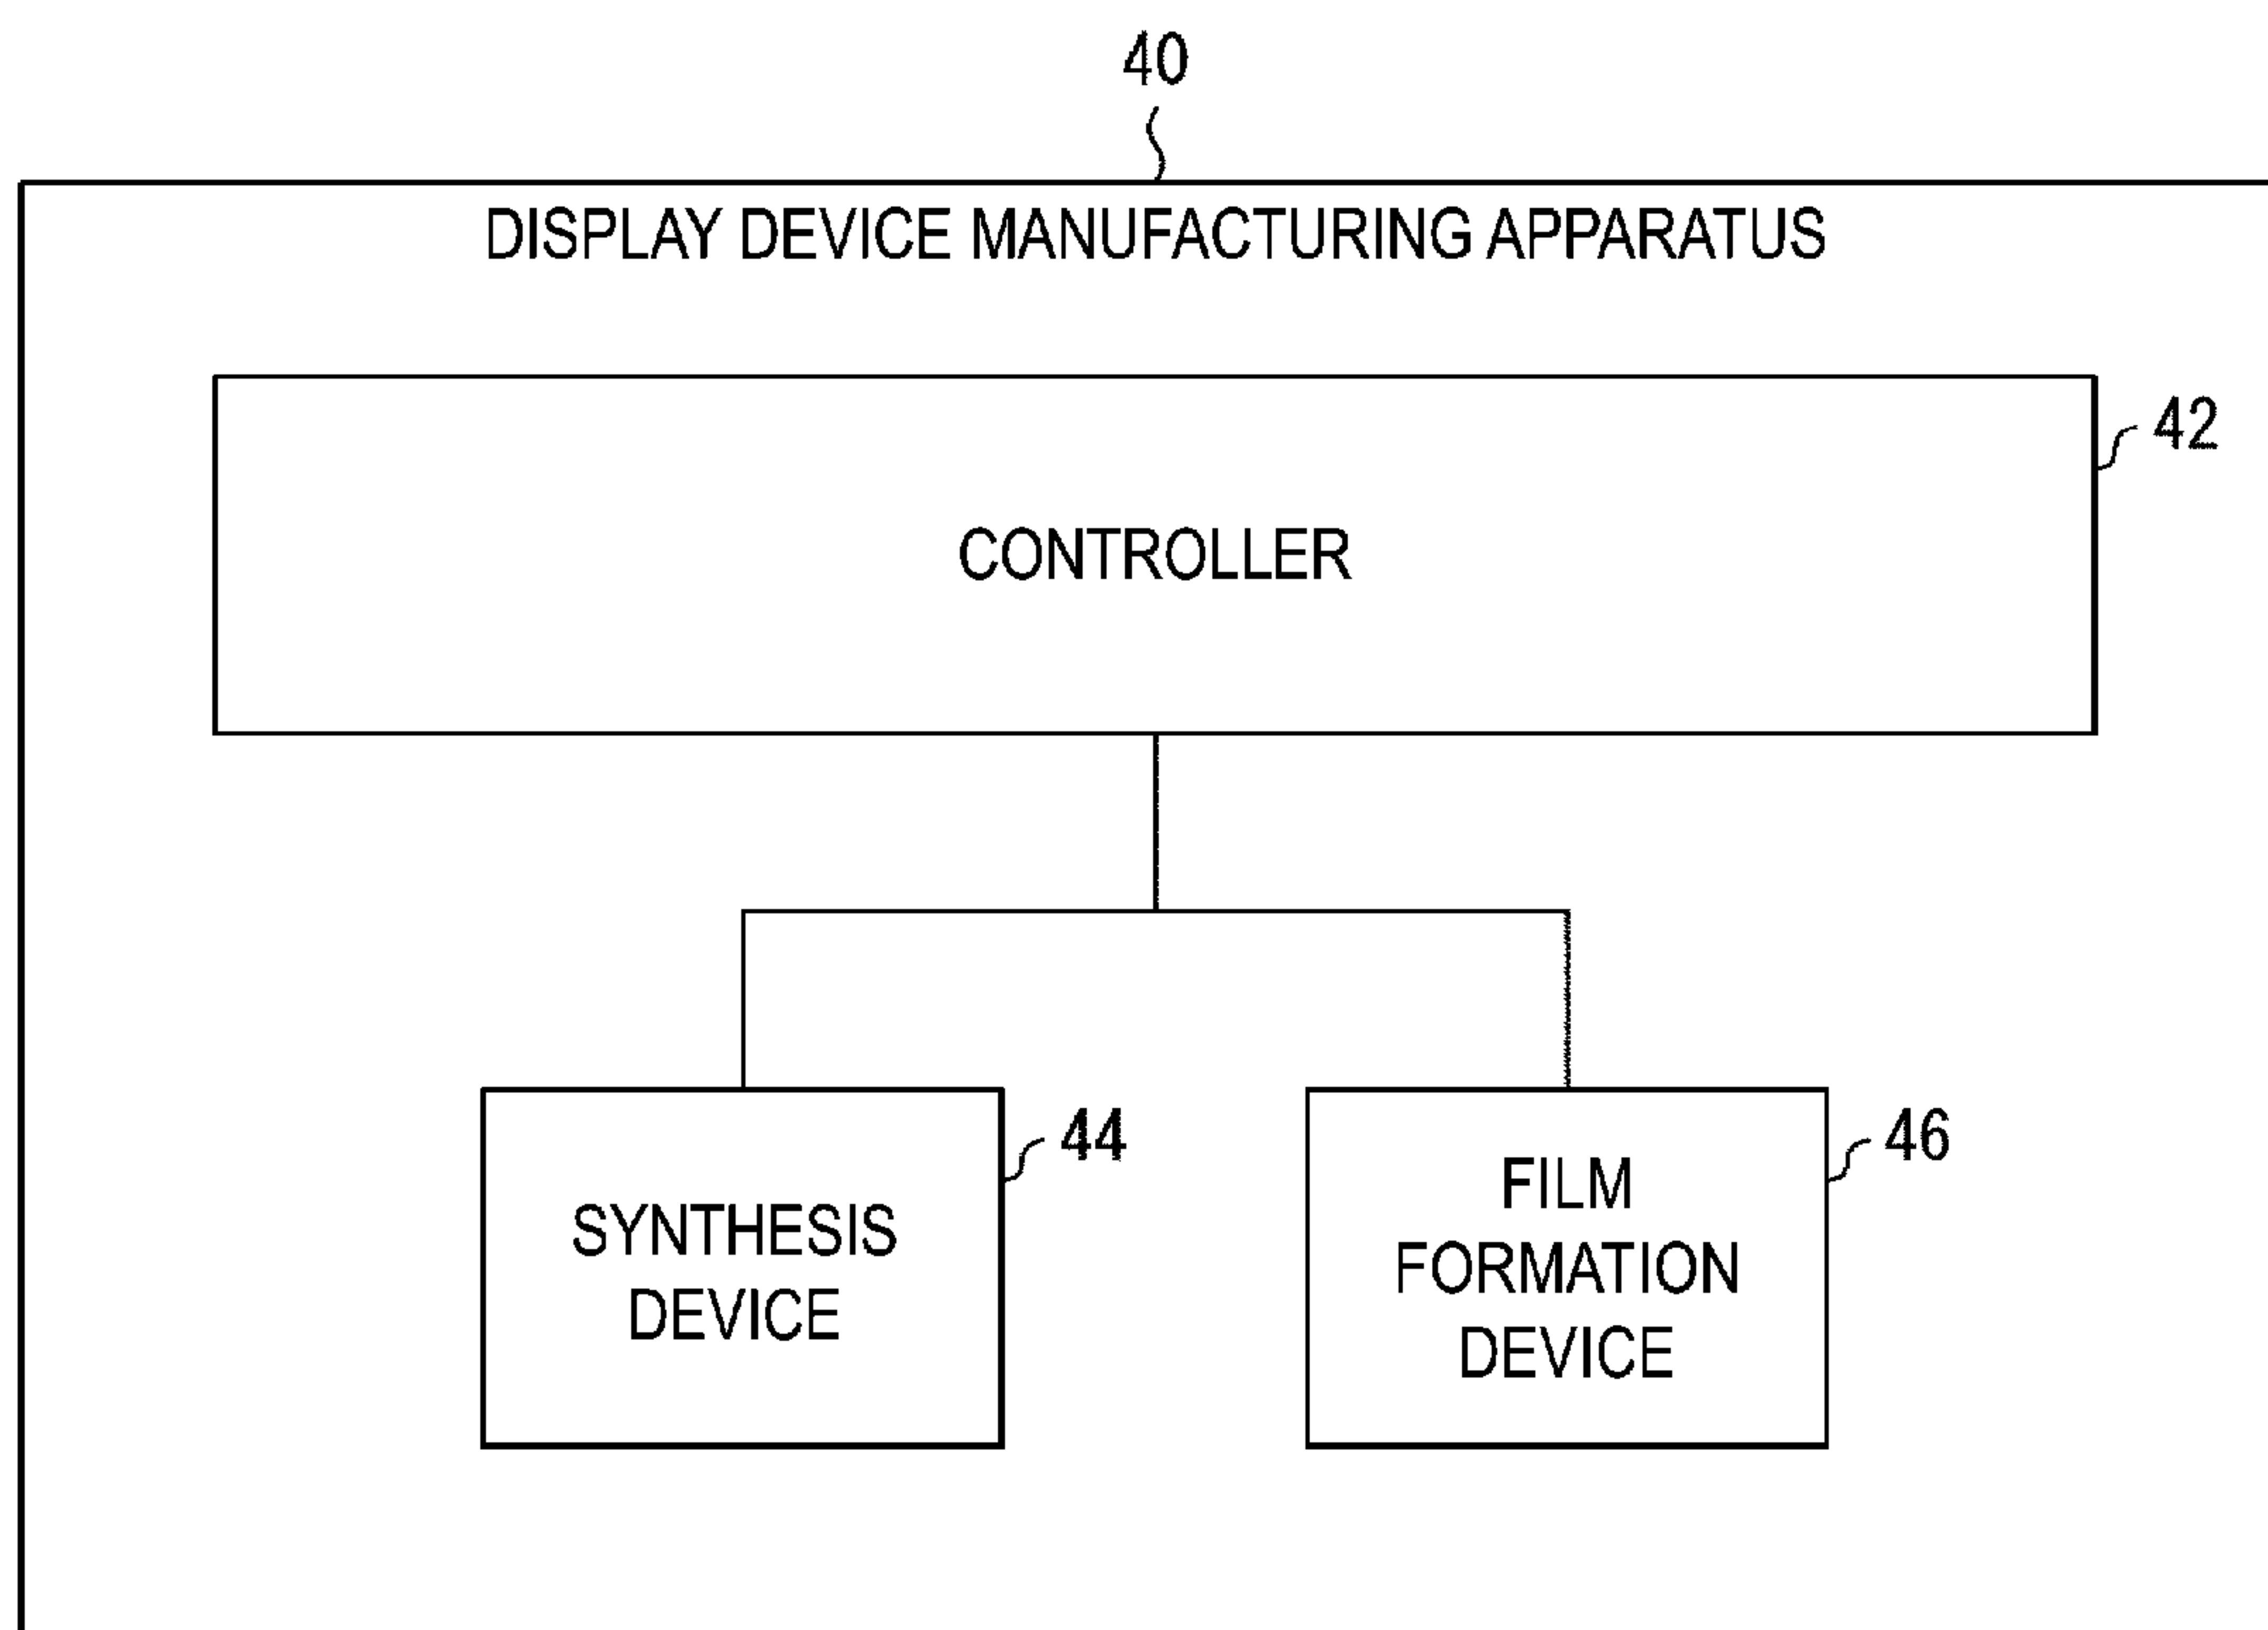 40
DISPLAY DEVICE MANUFACTURING APPARATUS
42
CONTROLLER
44
SYNTHESIS
DEVICE
46
FILM
FORMATION
DEVICE